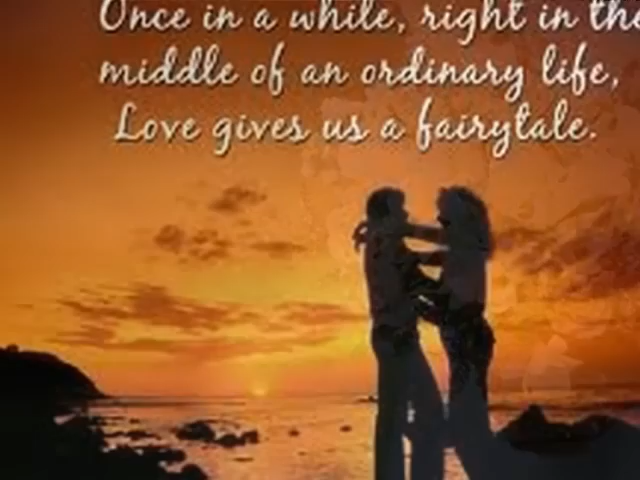 Once in a while, right in the
middle of an ordinary life,
Love gives us a fairytale.